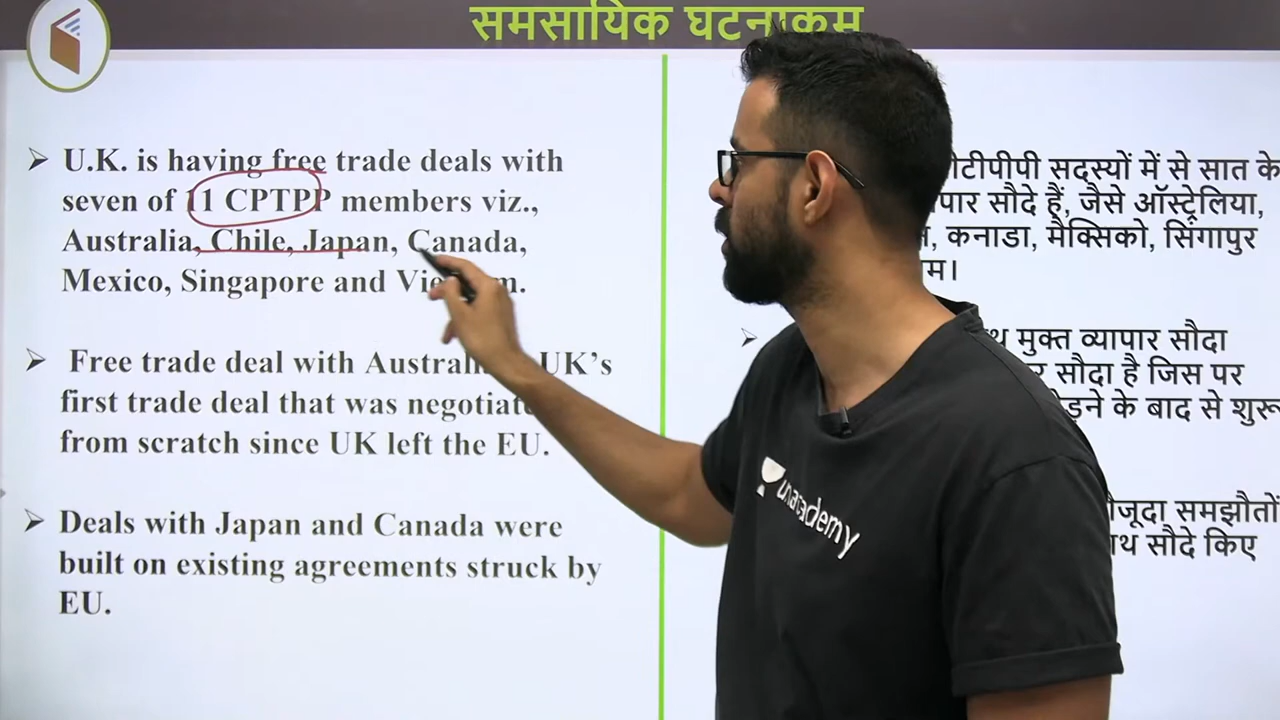 समसायिक घटनाक्रम
U.K. is having free trade deals with
seven of 11 CPTPP members viz.,
Australia, Chile, Japan, Canada,
Mexico, Singapore and
Free trade deal with UK's
first trade deal that was
from scratch since UK left the EU.
Deals with Japan and Canada were
built on existing agreements struck by
EU.
सदस्यों में से सात के
सौदे हैं, जैसे ऑस्ट्रेलिया,
कनाडा, मैक्सिको, सिंगापुर
मुक्त व्यापार सौदा
सौदा है जिस पर
के बाद से शुरू
समझौतों
सौदे किए
unacademy